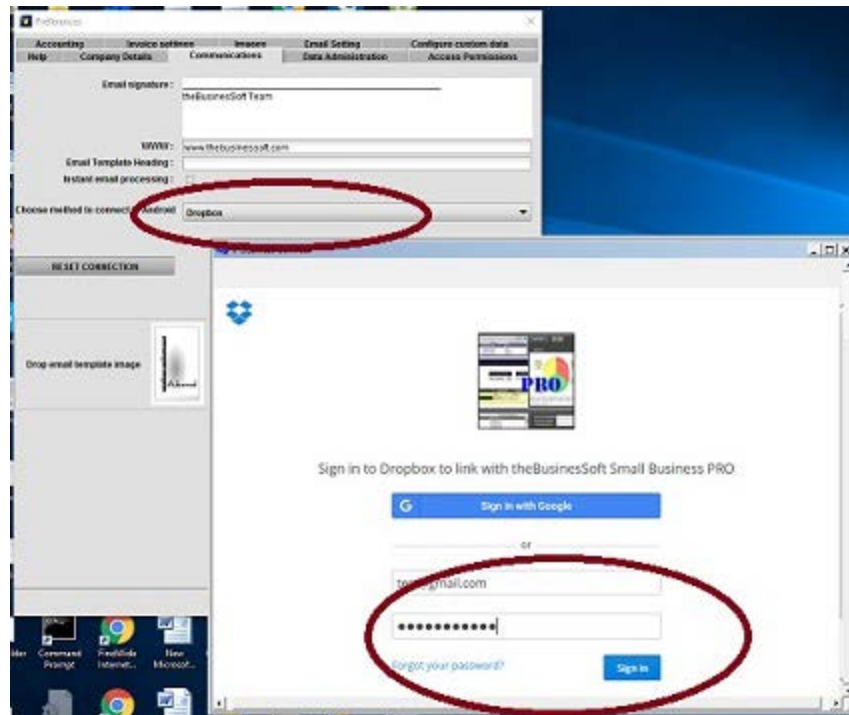 Preferences
Accounting Invoice settings Images Email Setting Configure custom data
Help Company Details Communications Data Administration Access Permissions
Email signature :
theBusinesSoft Team
WWW: www.thebusinessoft.com
Email Template Heading :
Instant email processing :
Choose method to connect Android Dropbox
RESET CONNECTION
Drop email template image
PRO
Sign in to Dropbox to link with theBusinesSoft Small Business PRO
G Sign in with Google
or
gmail.com
Forgot your password?
Sign in
Command Prompt
Internet...
New Microsoft...